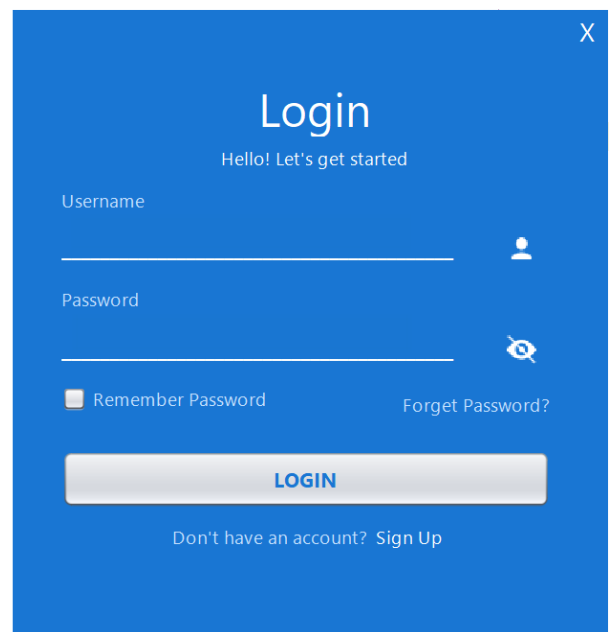 X
Login
Hello! Let's get started
Username
Password
Remember Password
Forget Password?
LOGIN
Don't have an account? Sign Up